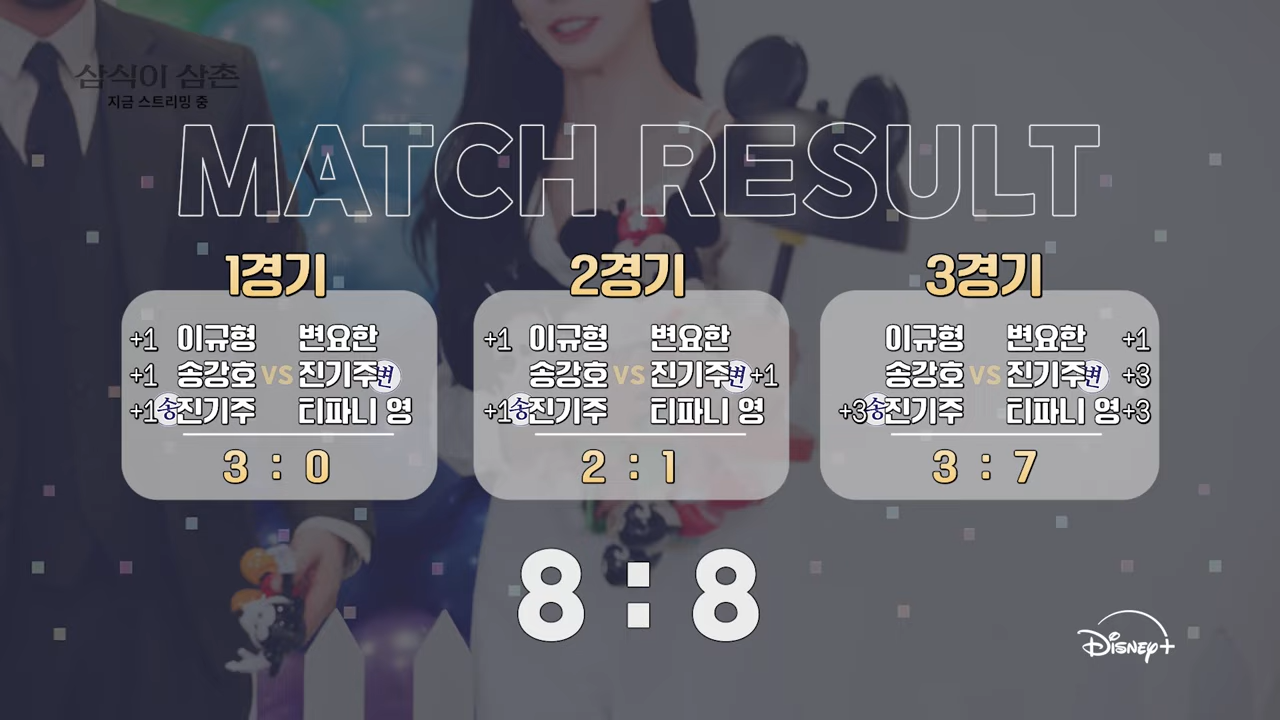 삼식이 삼촌
지금 스트리밍 중
MATCH RESULT
1경기
+1 이규형 변요한
+1 송강호 VS 진기주 변
+1 송 진기주 티파니 영
3 : 0
2경기
+1 이규형 변요한
송강호 VS 진기주 변 +1
+1 송 진기주 티파니 영
2 : 1
3경기
이규형 변요한 +1
송강호 VS 진기주 변 +3
+3 송 진기주 티파니 영 +3
3 : 7
8 : 8
Disney+